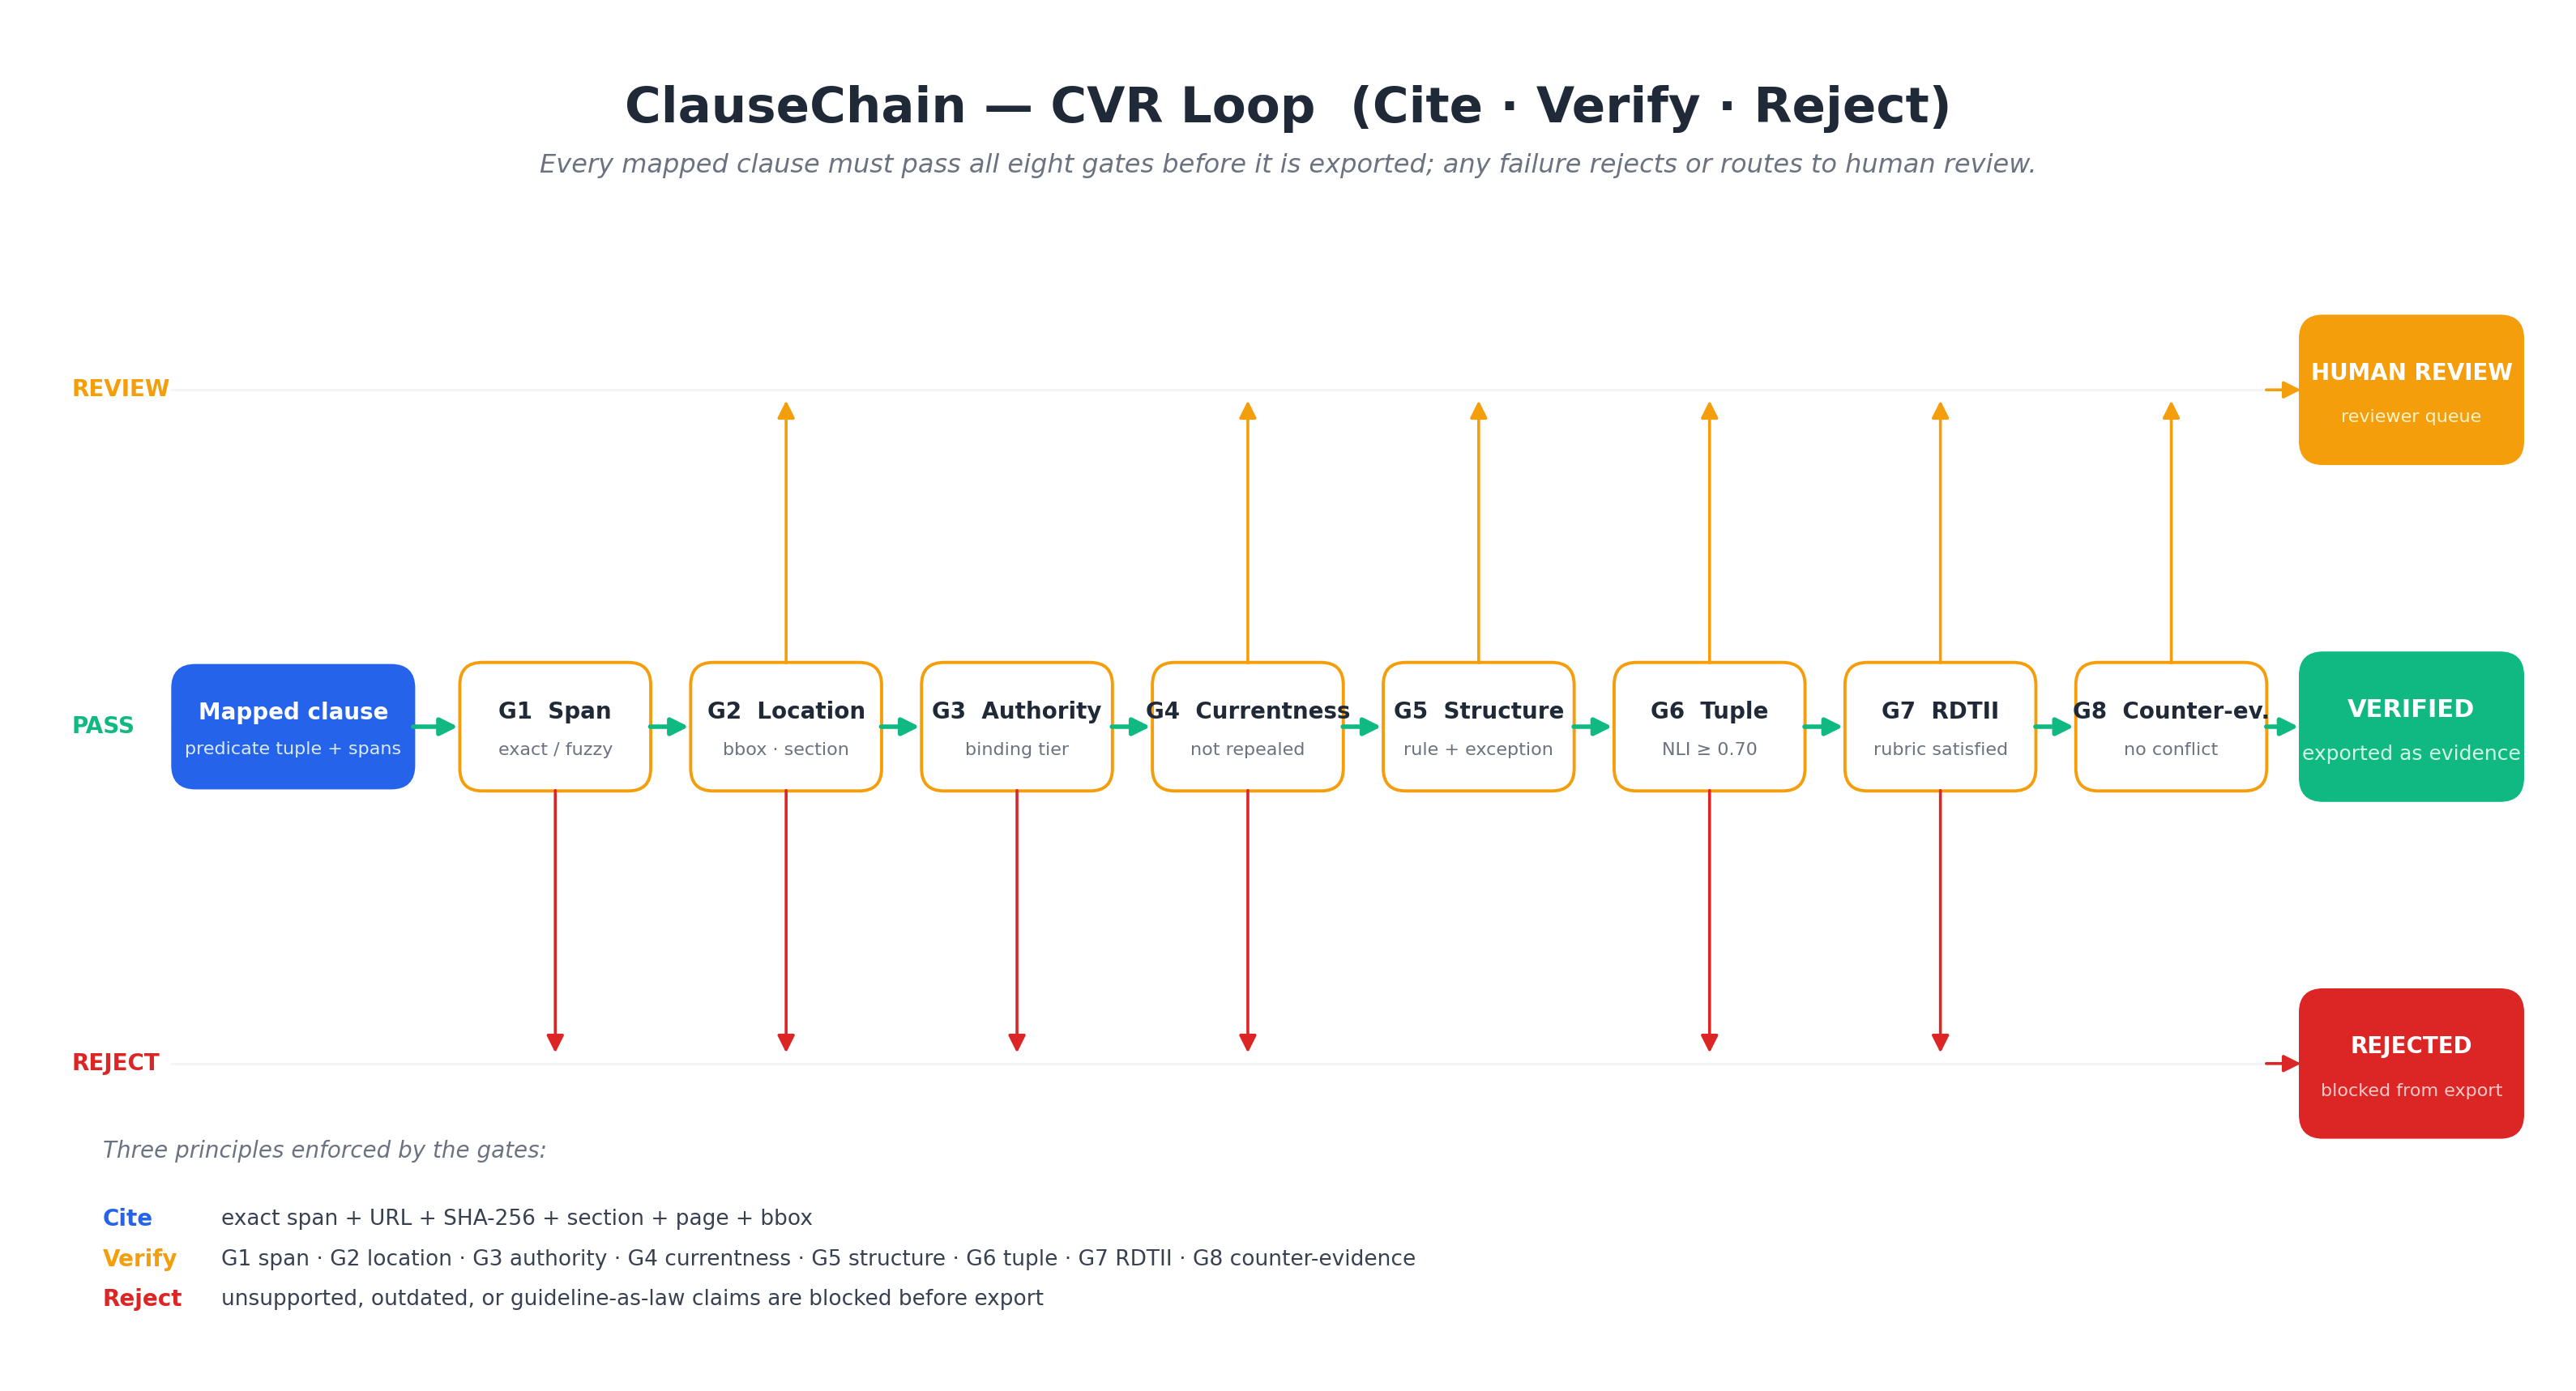 ClauseChain — CVR Loop (Cite · Verify · Reject)
Every mapped clause must pass all eight gates before it is exported; any failure rejects or routes to human review.
REVIEW
HUMAN REVIEW
reviewer queue
PASS
Mapped clause
predicate tuple + spans
G1 Span
exact / fuzzy
G2 Location
bbox · section
G3 Authority
binding tier
G4 Currentness
not repealed
G5 Structure
rule + exception
G6 Tuple
NLI ≥ 0.70
G7 RDTII
rubric satisfied
G8 Counter-ev.
no conflict
VERIFIED
exported as evidence
REJECT
REJECTED
blocked from export
Three principles enforced by the gates:
Cite exact span + URL + SHA-256 + section + page + bbox
Verify G1 span · G2 location · G3 authority · G4 currentness · G5 structure · G6 tuple · G7 RDTII · G8 counter-evidence
Reject unsupported, outdated, or guideline-as-law claims are blocked before export